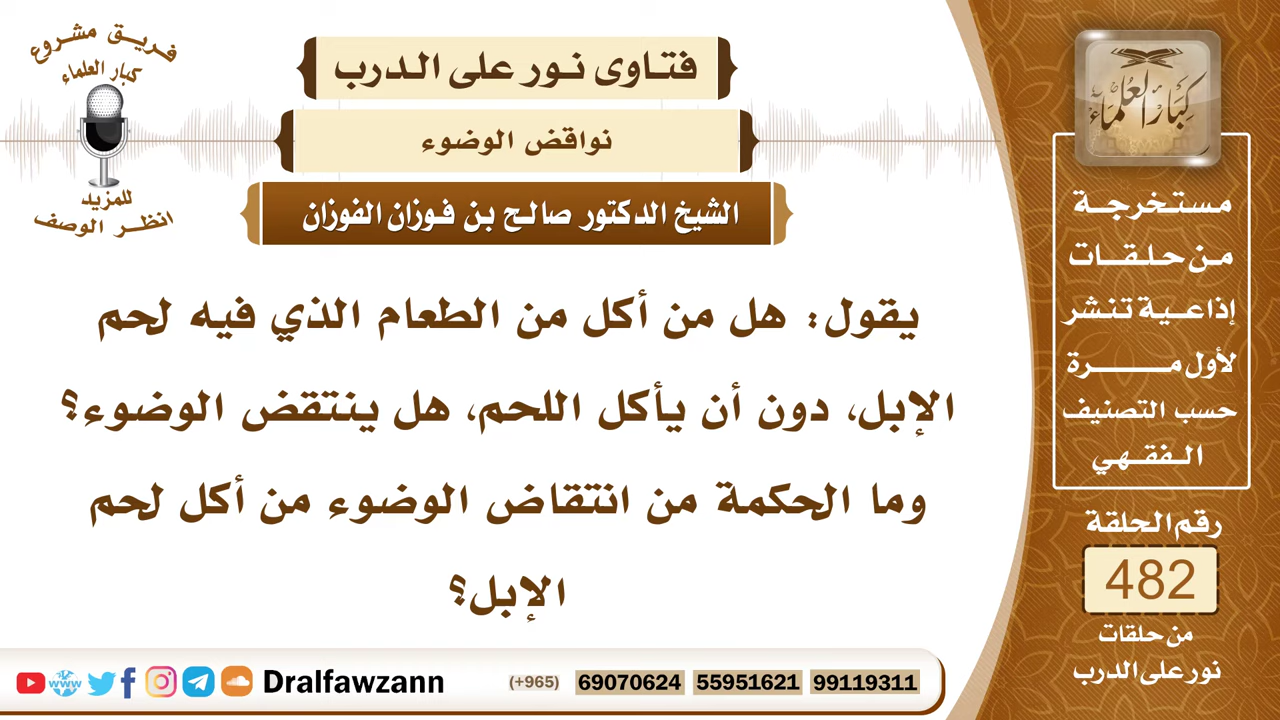 فريق مشروع
كبار العلماء
للمزيد
انظر الوصف
فتاوى نور على الدرب
نواقض الوضوء
الشيخ الدكتور صالح بن فوزان الفوزان
يقول: هل من أكل من الطعام الذي فيه لحم
الإبل، دون أن يأكل اللحم، هل ينتقض الوضوء؟
وما الحكمة من انتقاض الوضوء من أكل لحم
الإبل؟
كبار العلماء
مستخرجة
من حلقات
إذاعية تنشر
لأول مرة
حسب التصنيف
الفقهي
رقم الحلقة
482
من حلقات
نور على الدرب
www
Dralfawzann
(+965) 69070624 55951621 99119311